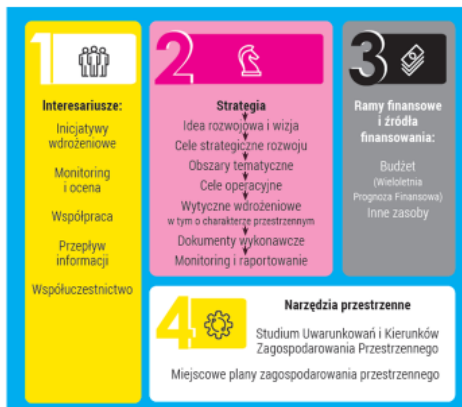 1
Interesariusze:
Inicjatywy
wdrożeniowe
Monitoring
i ocena
Współpraca
Przepływ
informacji
Współuczestnictwo
2
Strategia
Idea rozwojowa i wizja
Cele strategiczne rozwoju
Obszary tematyczne
Cele operacyjne
Wytyczne wdrożeniowe
w tym o charakterze przestrzennym
Dokumenty wykonawcze
Monitoring i raportowanie
3
Ramy finansowe
i źródła
finansowania:
Budżet
(Wieloletnia
Prognoza Finansowa)
Inne zasoby
4
Narzędzia przestrzenne
Studium Uwarunkowań i Kierunków
Zagospodarowania Przestrzennego
Miejscowe plany zagospodarowania przestrzennego